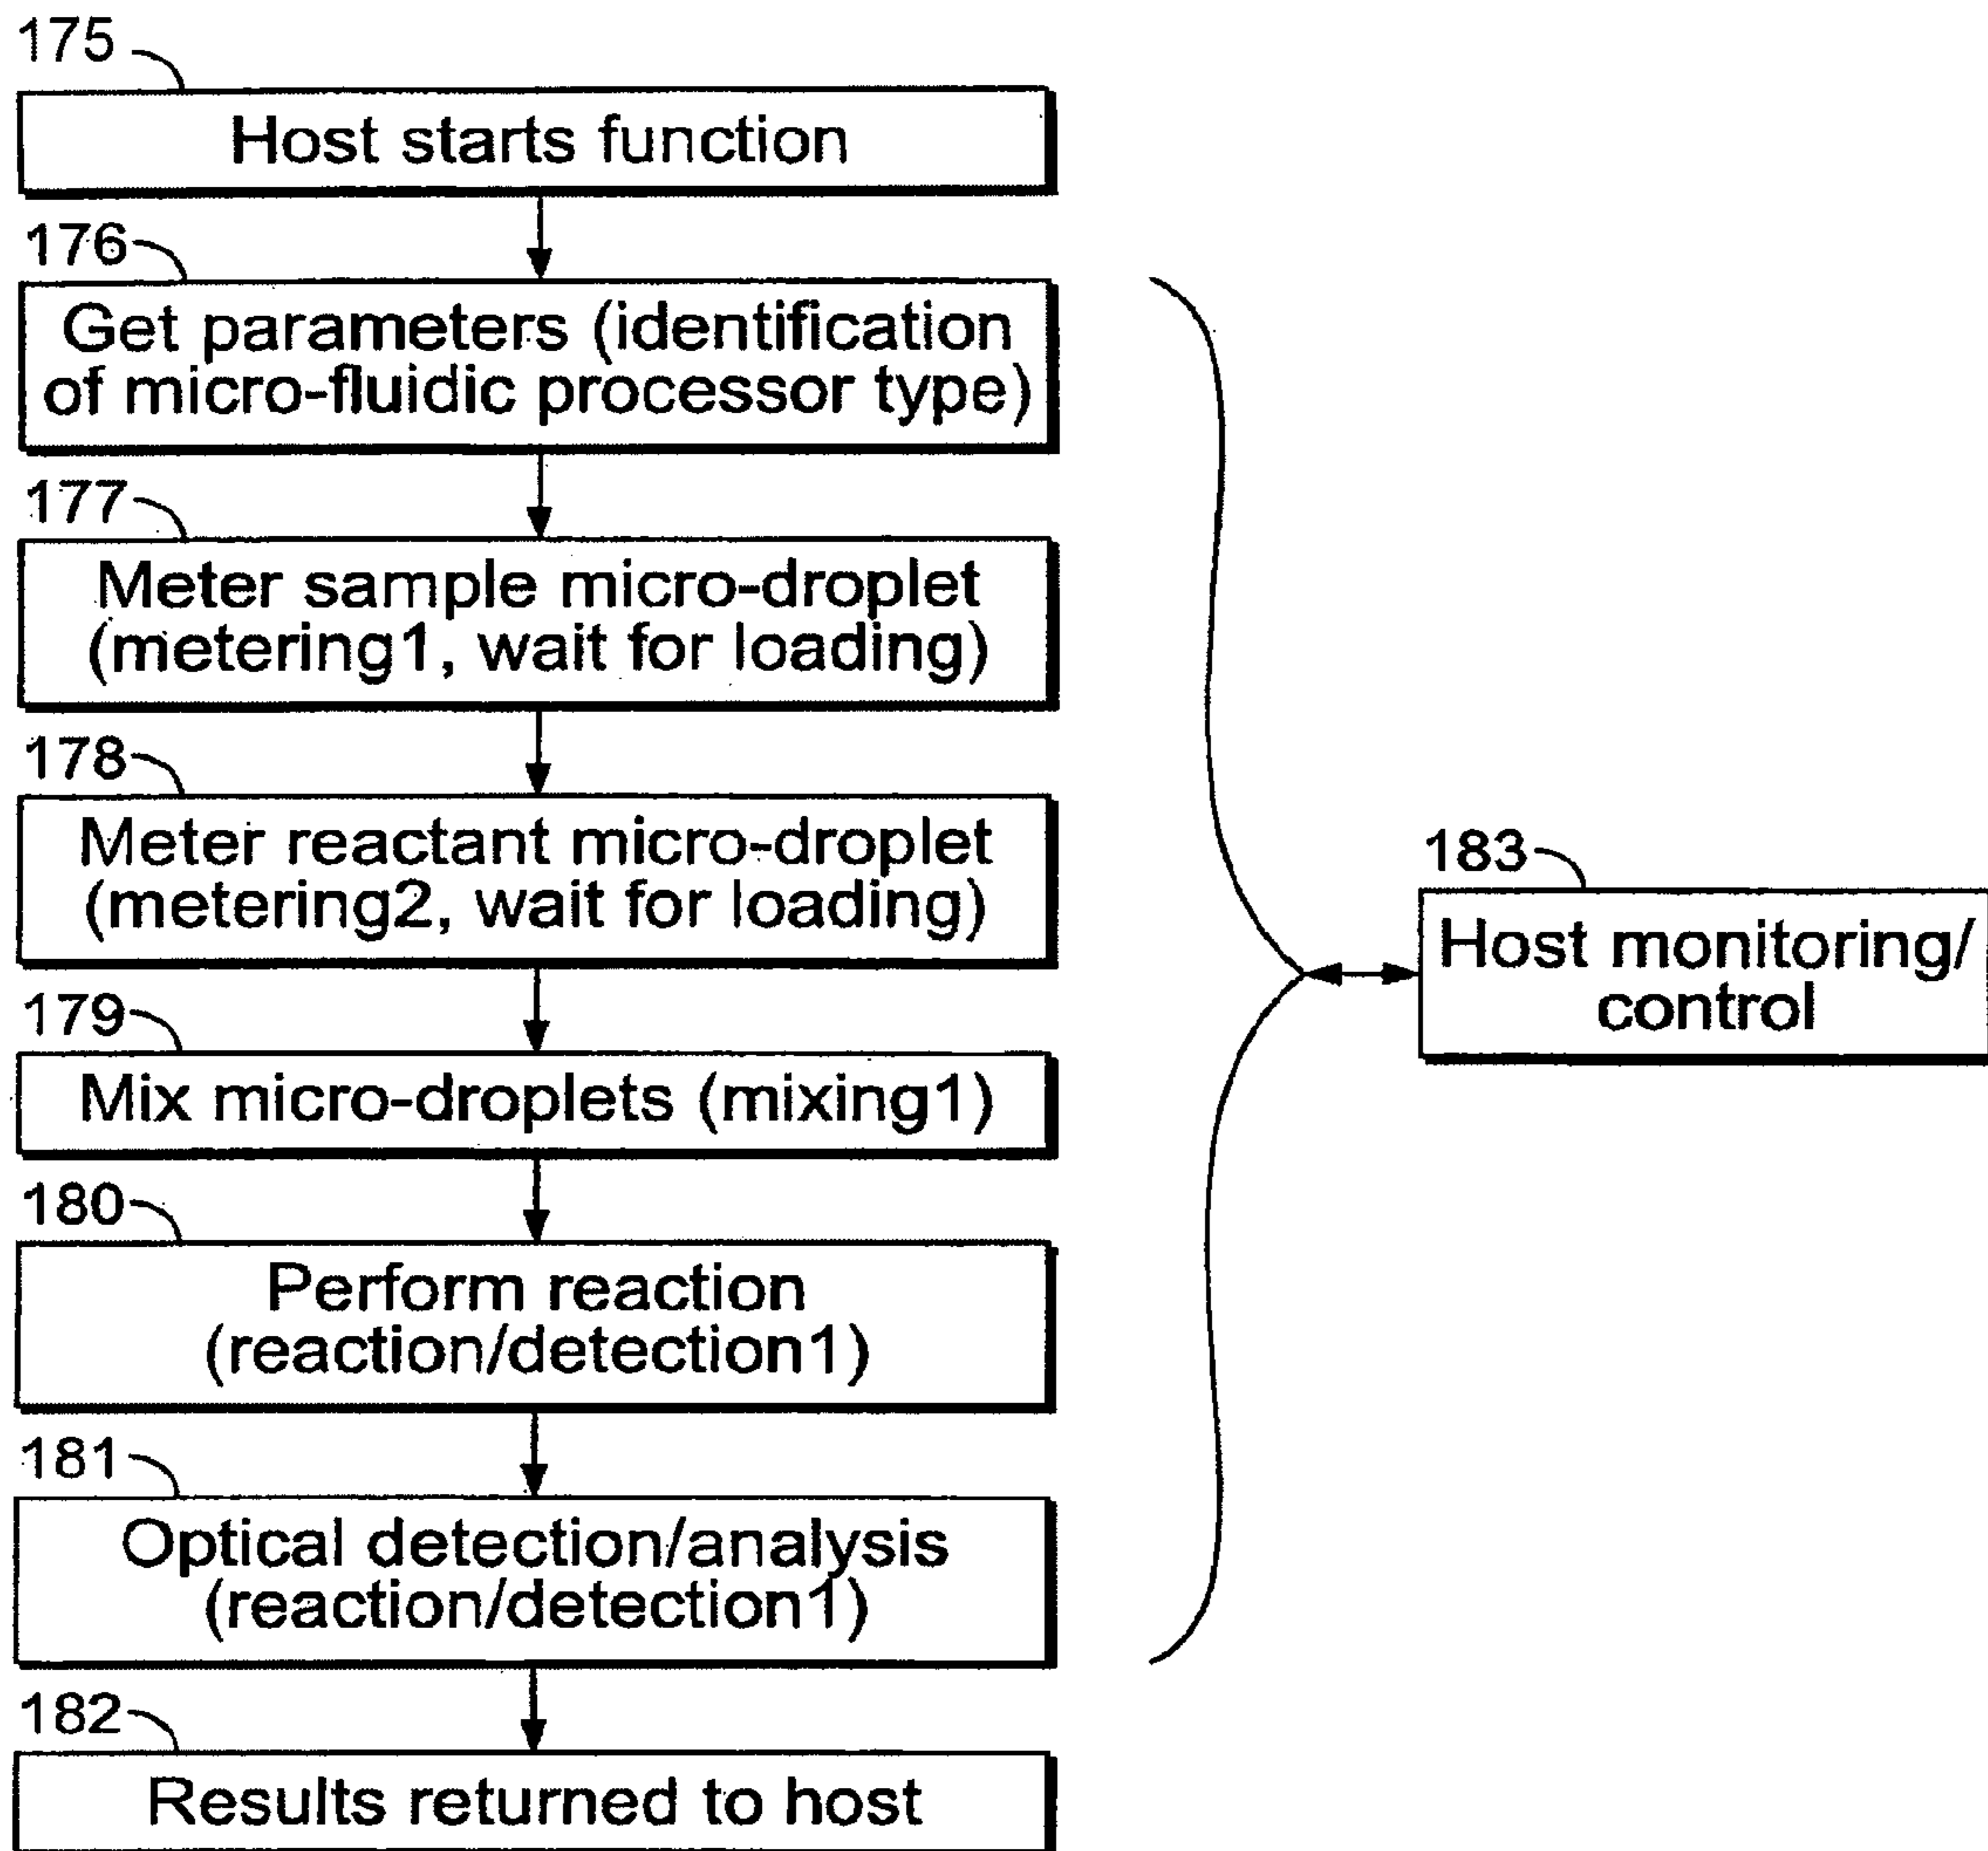 175
Host starts function
176
Get parameters (identification
of micro-fluidic processor type)
177
Meter sample micro-droplet
(metering1, wait for loading)
178
Meter reactant micro-droplet
(metering2, wait for loading)
183
Host monitoring/
control
179
Mix micro-droplets (mixing1)
180
Perform reaction
(reaction/detection1)
181
Optical detection/analysis
(reaction/detection1)
182
Results returned to host